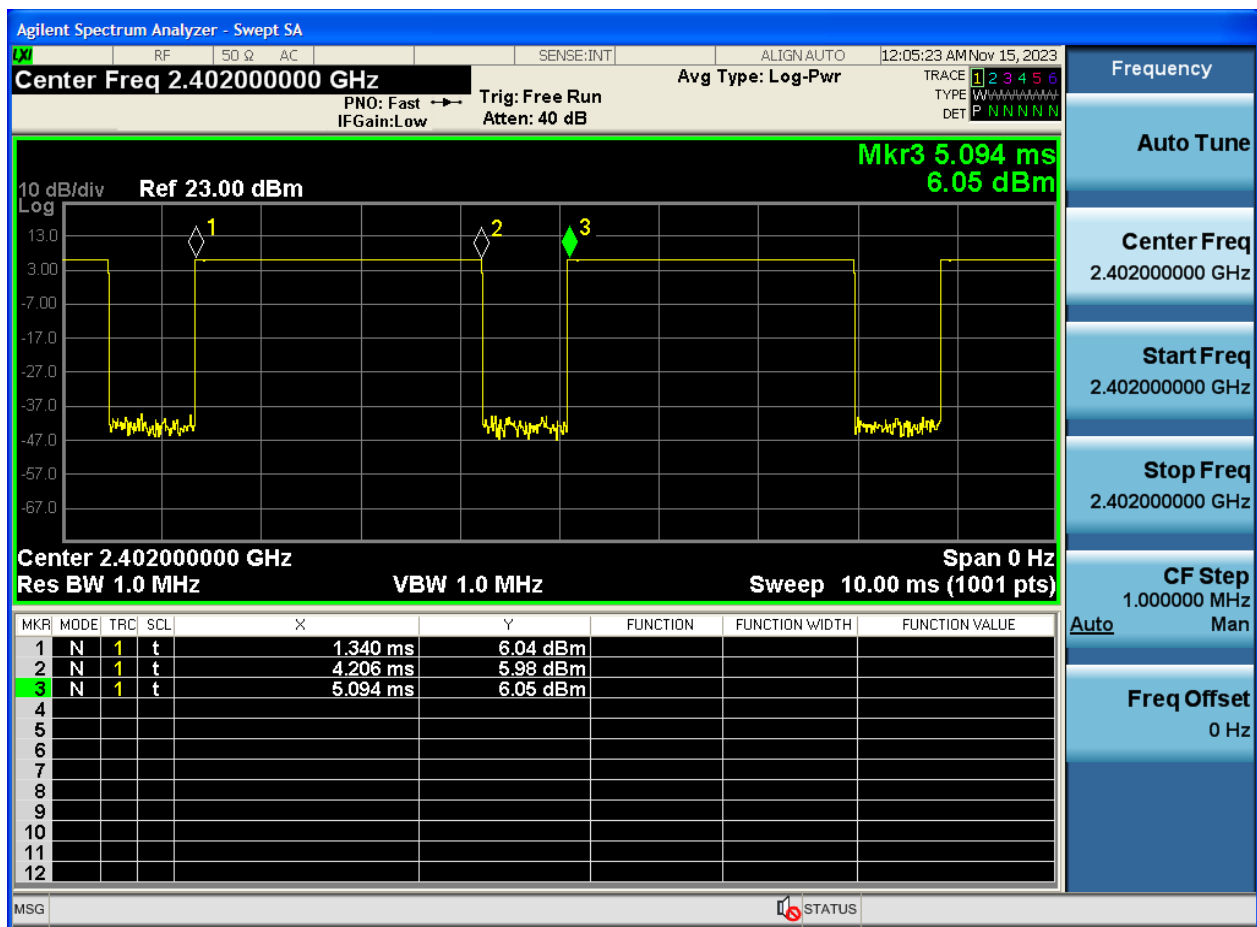 Agilent Spectrum Analyzer - Swept SA
LXI RF 50 Ω AC SENSE:INT ALIGN AUTO 12:05:23 AM Nov 15, 2023
Center Freq 2.402000000 GHz
PNO: Fast
IFGain:Low
Trig: Free Run
Atten: 40 dB
Avg Type: Log-Pwr
TRACE 1 2 3 4 5 6
TYPE WWWWWW
DET P N N N N N
Mkr3 5.094 ms
6.05 dBm
10 dB/div Ref 23.00 dBm
Log
1 2 3
13.0
3.00
-7.00
-17.0
-27.0
-37.0
-47.0
-57.0
-67.0
Center 2.402000000 GHz Span 0 Hz
Res BW 1.0 MHz VBW 1.0 MHz Sweep 10.00 ms (1001 pts)
MKR MODE TRC SCL X Y FUNCTION FUNCTION WIDTH FUNCTION VALUE
1 N 1 t 1.340 ms 6.04 dBm
2 N 1 t 4.206 ms 5.98 dBm
3 N 1 t 5.094 ms 6.05 dBm
4
5
6
7
8
9
10
11
12
MSG STATUS
Frequency
Auto Tune
Center Freq
2.402000000 GHz
Start Freq
2.402000000 GHz
Stop Freq
2.402000000 GHz
CF Step
1.000000 MHz
Auto Man
Freq Offset
0 Hz